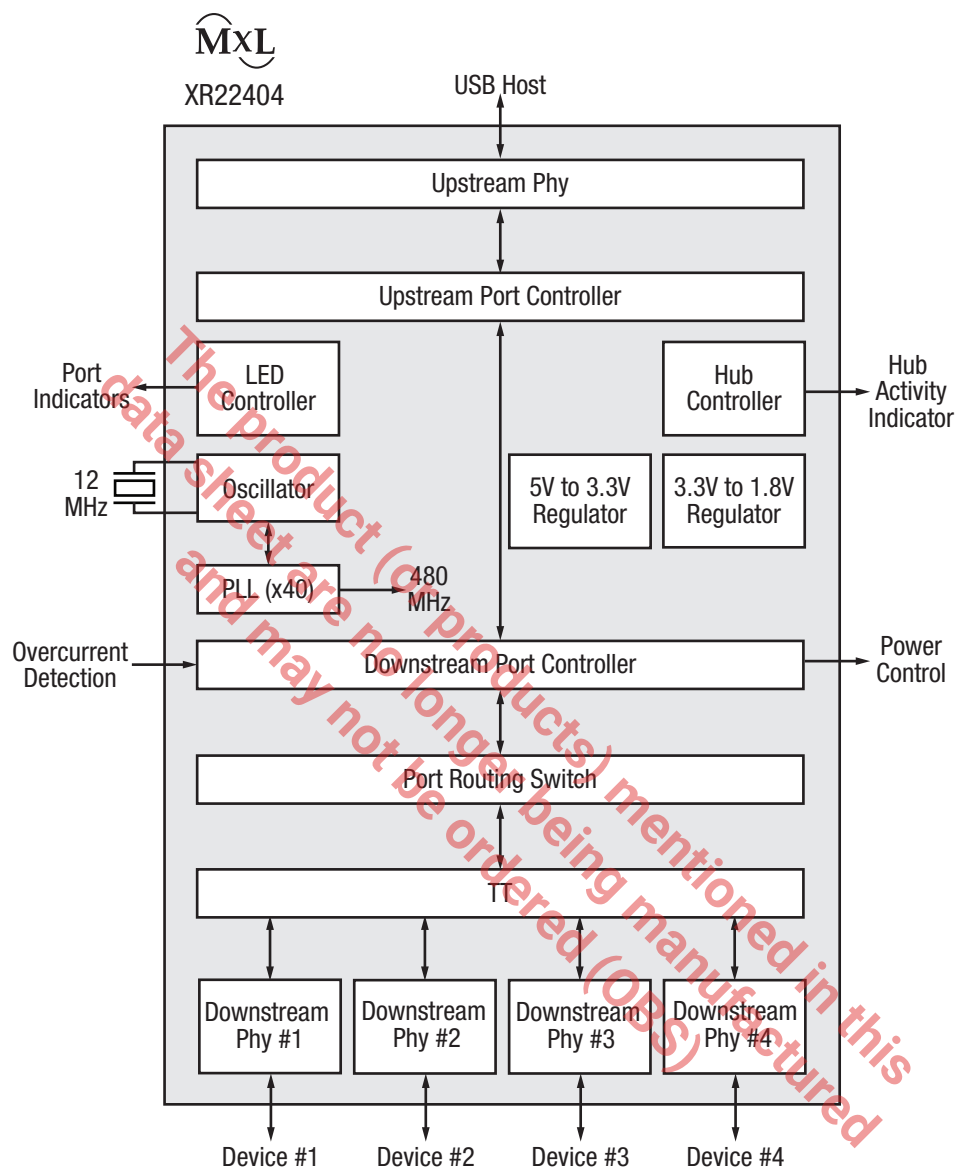 MxL
XR22404
USB Host
Upstream Phy
Upstream Port Controller
Port
Indicators
LED
Controller
Hub
Controller
Hub
Activity
Indicator
12
MHz
Oscillator
5V to 3.3V
Regulator
3.3V to 1.8V
Regulator
PLL (x40)
480
MHz
Overcurrent
Detection
Downstream Port Controller
Power
Control
Port Routing Switch
TT
Downstream
Phy #1
Downstream
Phy #2
Downstream
Phy #3
Downstream
Phy #4
Device #1
Device #2
Device #3
Device #4
The product (or products) mentioned in this
data sheet are no longer being manufactured
and may not be ordered (OBS)